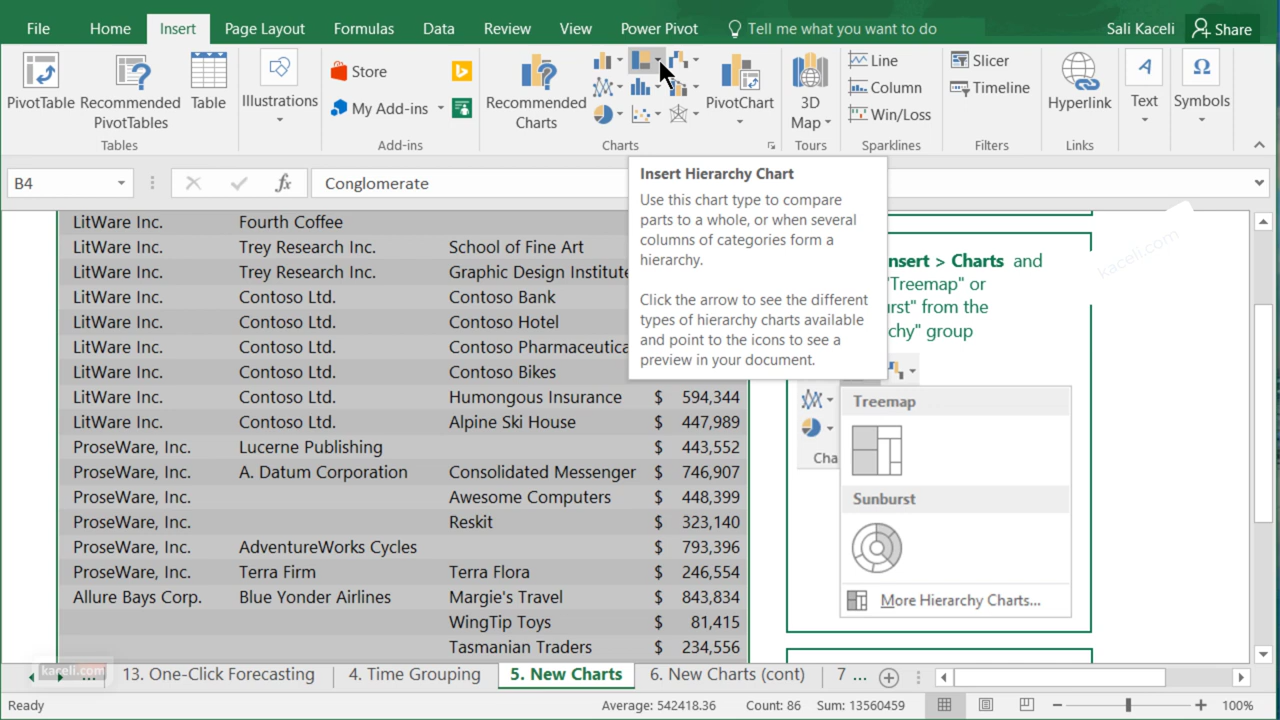 File Home Insert Page Layout Formulas Data Review View Power Pivot Tell me what you want to do Sali Kaceli Share
PivotTable
Recommended
PivotTables
Table
Tables
Illustrations
Store
My Add-ins
Add-ins
Recommended
Charts
PivotChart
Charts
3D
Map
Tours
Line
Column
Win/Loss
Sparklines
Slicer
Timeline
Filters
Hyperlink
Links
A
Text
Ω
Symbols
B4 fx Conglomerate
Insert Hierarchy Chart
Use this chart type to compare
parts to a whole, or when several
columns of categories form a
hierarchy.
Click the arrow to see the different
types of hierarchy charts available
and point to the icons to see a
preview in your document.
LitWare Inc. Fourth Coffee
LitWare Inc. Trey Research Inc. School of Fine Art
LitWare Inc. Trey Research Inc. Graphic Design Institute
LitWare Inc. Contoso Ltd. Contoso Bank
LitWare Inc. Contoso Ltd. Contoso Hotel
LitWare Inc. Contoso Ltd. Contoso Pharmaceutica
LitWare Inc. Contoso Ltd. Contoso Bikes
LitWare Inc. Contoso Ltd. Humongous Insurance $ 594,344
LitWare Inc. Contoso Ltd. Alpine Ski House $ 447,989
ProseWare, Inc. Lucerne Publishing $ 443,552
ProseWare, Inc. A. Datum Corporation Consolidated Messenger $ 746,907
ProseWare, Inc. Awesome Computers $ 448,399
ProseWare, Inc. Reskit $ 323,140
ProseWare, Inc. AdventureWorks Cycles $ 793,396
ProseWare, Inc. Terra Firm Terra Flora $ 246,554
Allure Bays Corp. Blue Yonder Airlines Margie's Travel $ 843,834
WingTip Toys $ 81,415
Tasmanian Traders $ 234,556
nsert > Charts and
"Treemap" or
urst" from the
chy" group
kaceli.com
Cha
Treemap
Sunburst
More Hierarchy Charts...
kaceli.com
... 13. One-Click Forecasting 4. Time Grouping 5. New Charts 6. New Charts (cont) 7 ...
Ready Average: 542418.36 Count: 86 Sum: 13560459 100%